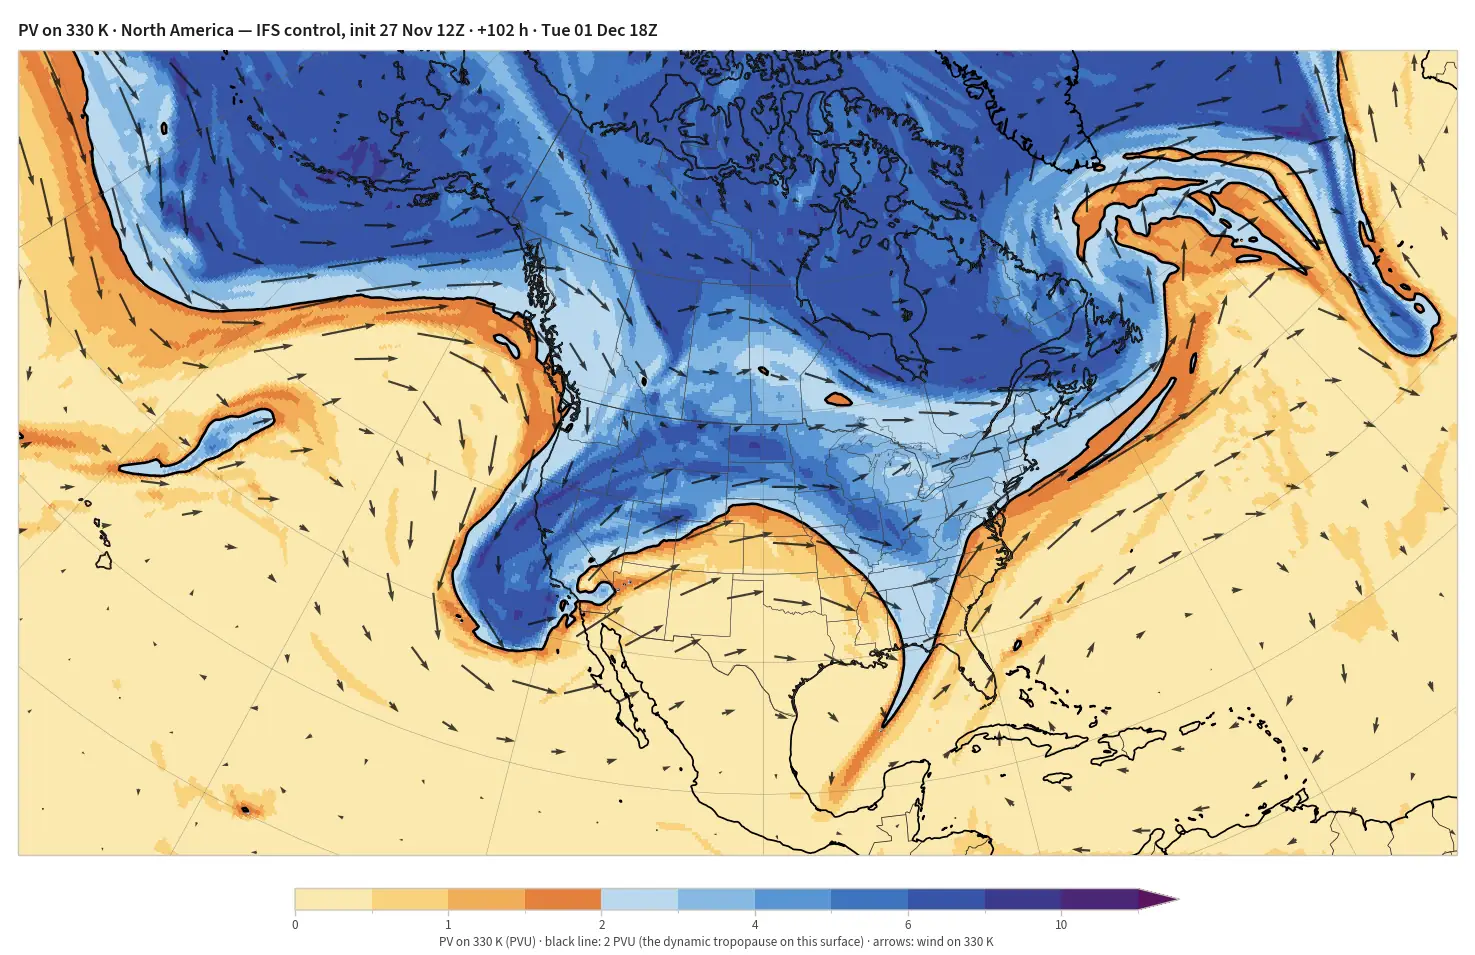 PV on 330 K · North America — IFS control, init 27 Nov 12Z · +102 h · Tue 01 Dec 18Z
0 1 2 4 6 10
PV on 330 K (PVU) · black line: 2 PVU (the dynamic tropopause on this surface) · arrows: wind on 330 K